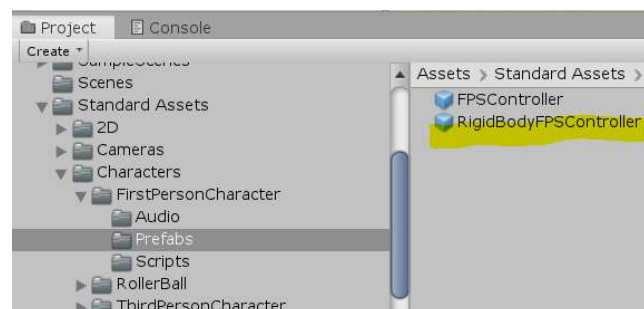 Project
Console
Create
SampleScenes
Scenes
Standard Assets
2D
Cameras
Characters
FirstPersonCharacter
Audio
Prefabs
Scripts
RollerBall
ThirdPersonCharacter
Assets > Standard Assets >
FPSController
RigidBodyFPSController